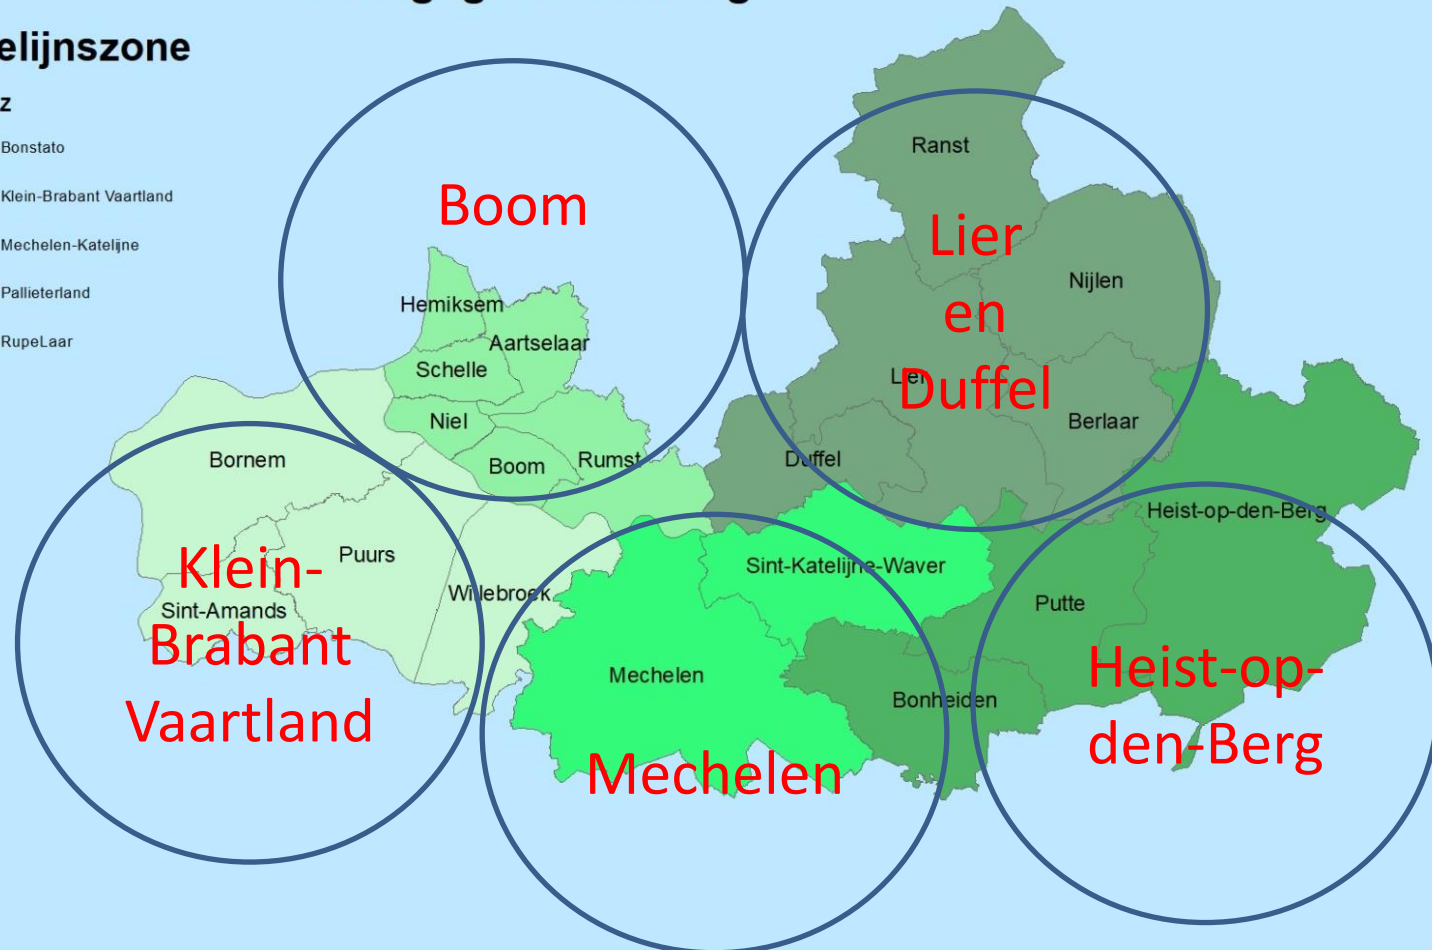 elijnszone
z
Bonstato
Klein-Brabant Vaartland
Mechelen-Katelijne
Pallieterland
RupeLaar
Boom
Hemiksem
Aartselaar
Schelle
Niel
Boom
Rumst
Ranst
Lier
en
Duffel
Nijlen
Lier
Berlaar
Duffel
Bornem
Puurs
Klein-
Brabant
Vaartland
Sint-Amands
Willebroek
Sint-Katelijne-Waver
Mechelen
Mechelen
Bonheiden
Putte
Heist-op-den-Berg
Heist-op-
den-Berg